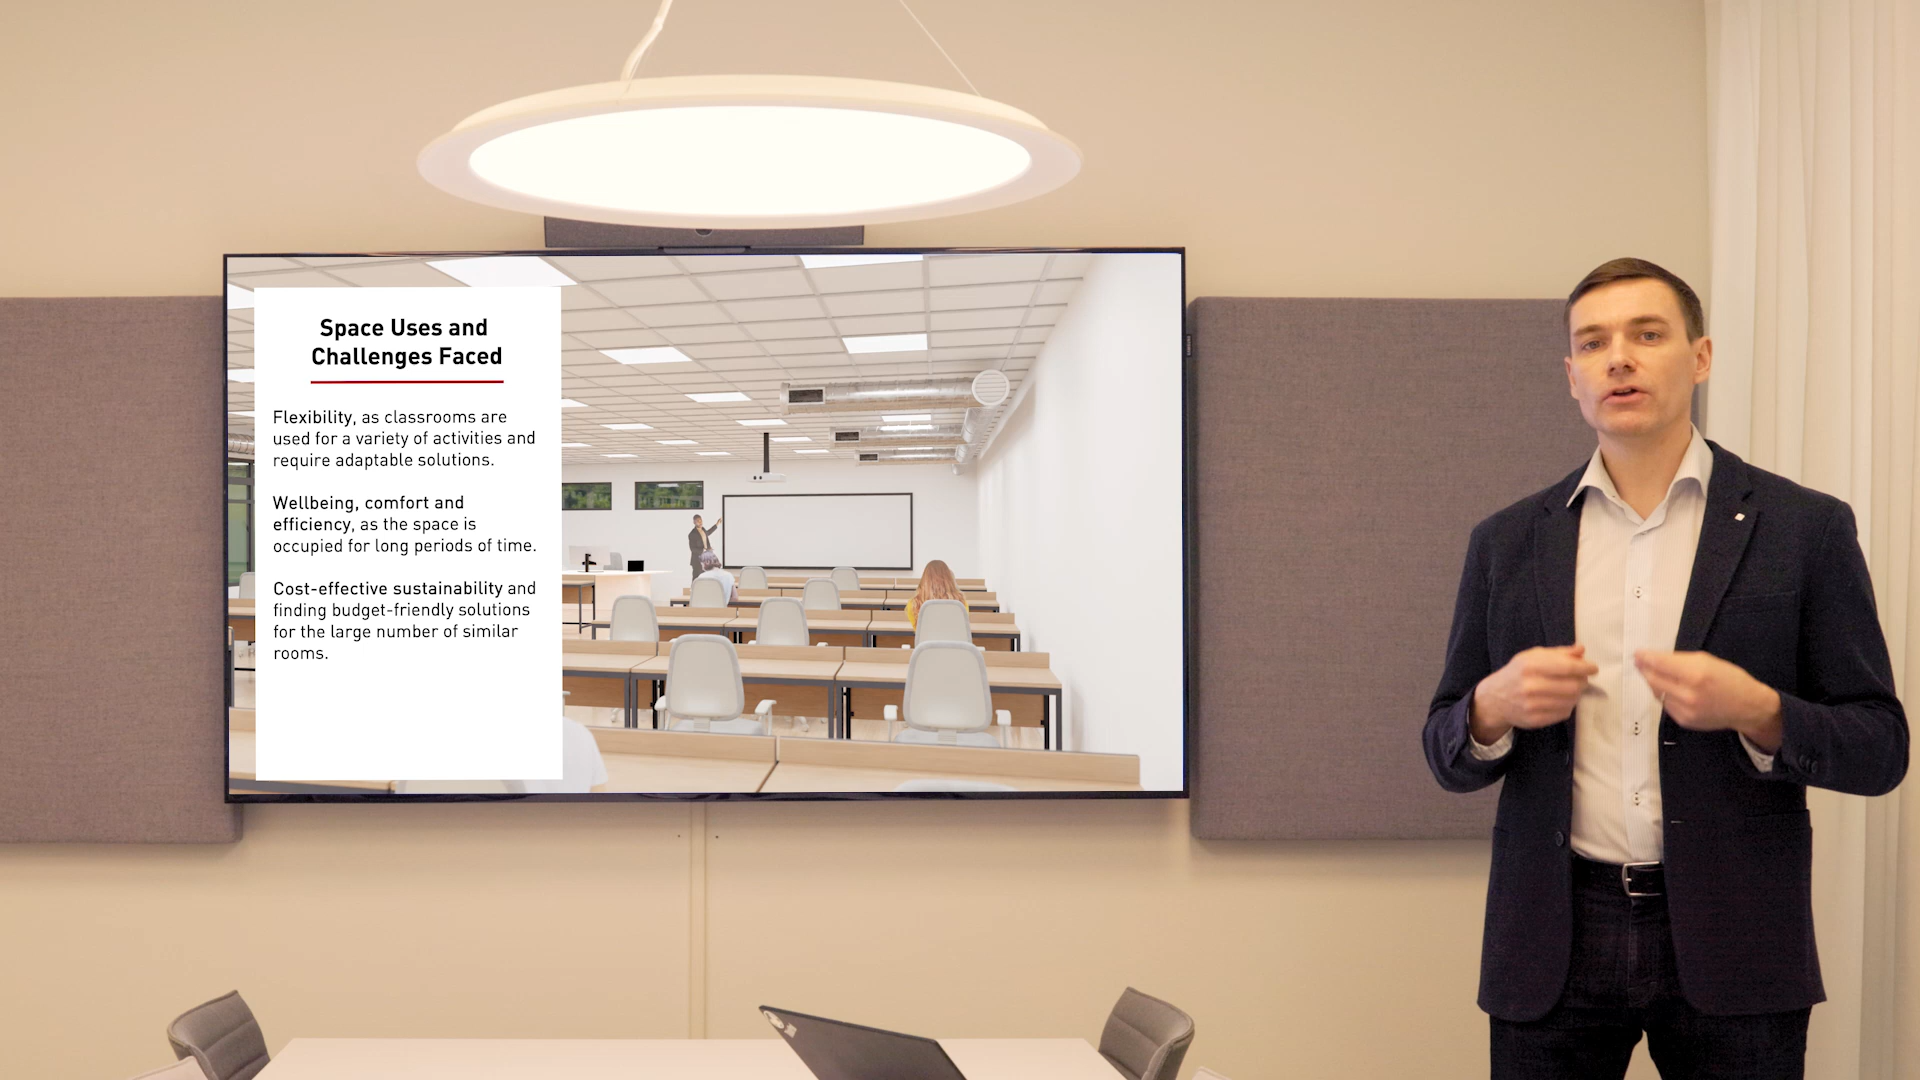 Space Uses and
Challenges Faced
Flexibility, as classrooms are
used for a variety of activities and
require adaptable solutions.
Wellbeing, comfort and
efficiency, as the space is
occupied for long periods of time.
Cost-effective sustainability and
finding budget-friendly solutions
for the large number of similar
rooms.